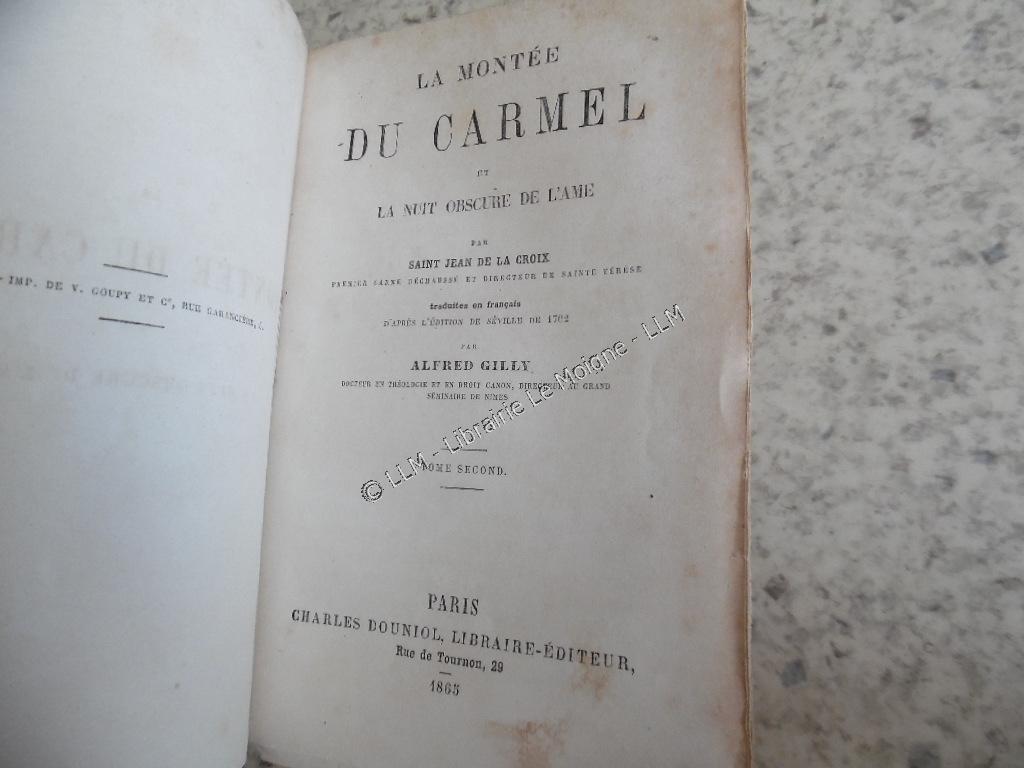 IMP. DE V. GOUPY ET Cᵉ, RUE GARANCIÈRE, 5.
LA MONTÉE
DU CARMEL
ET
LA NUIT OBSCURE DE L'AME
PAR
SAINT JEAN DE LA CROIX
PREMIER CARME DÉCHAUSSÉ ET DIRECTEUR DE SAINTE TÉRÈSE
traduites en français
D'APRÈS L'ÉDITION DE SÉVILLE DE 1702
PAR
ALFRED GILLY
DOCTEUR EN THÉOLOGIE ET EN DROIT CANON, DIRECTEUR AU GRAND
SÉMINAIRE DE NIMES
TOME SECOND.
PARIS
CHARLES DOUNIOL, LIBRAIRE-ÉDITEUR,
Rue de Tournon, 29
1865
© LLM - Librairie Le Moigne - LLM